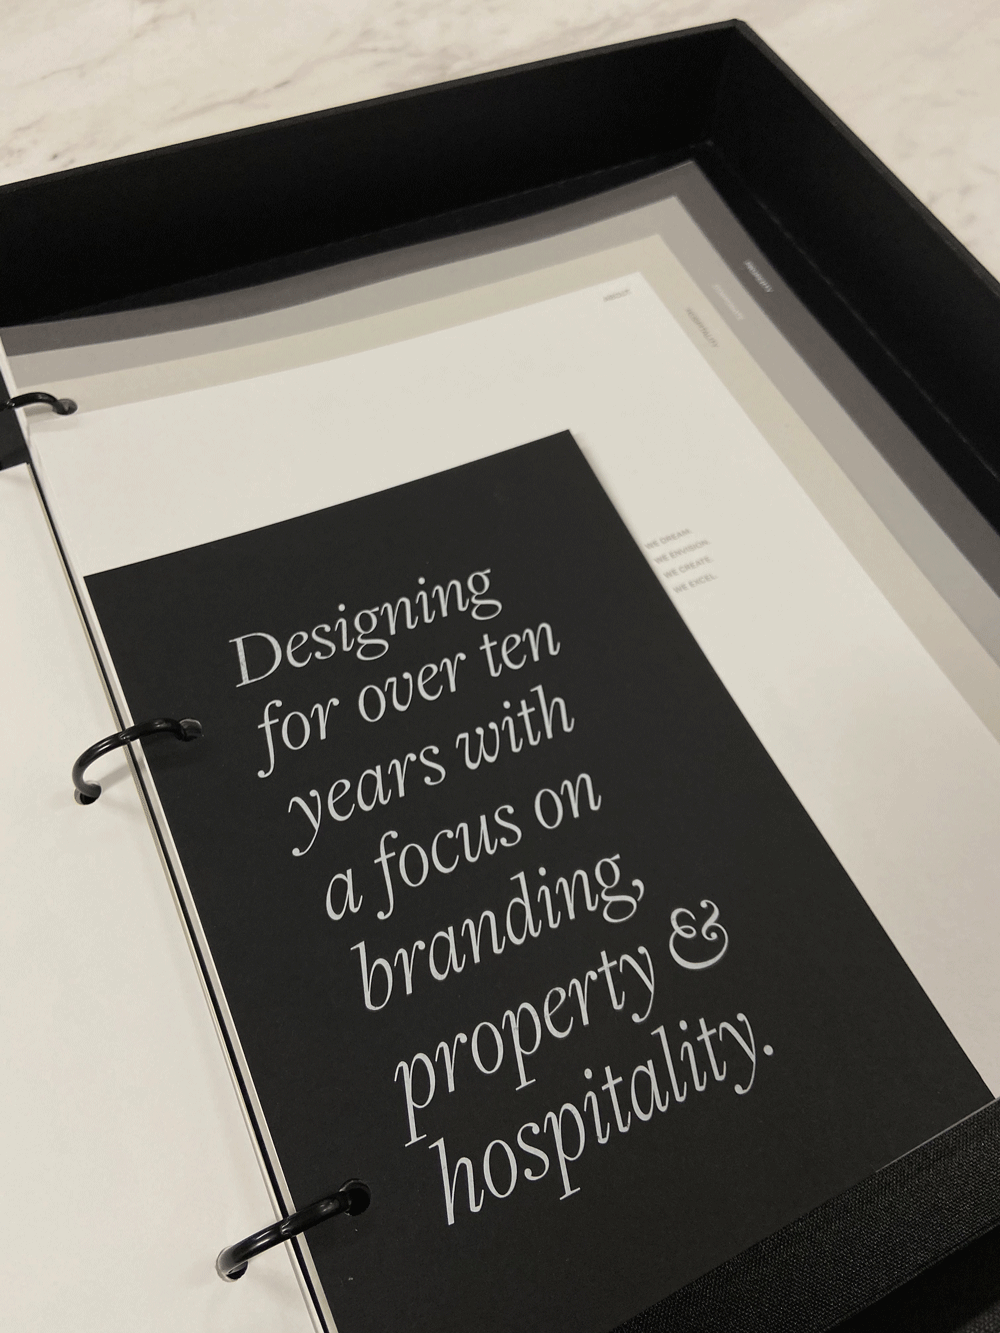 ABOUT
WE DREAM.
WE ENVISION.
WE CREATE.
WE EXCEL.
Designing
for over ten
years with
a focus on
branding,
property &
hospitality.